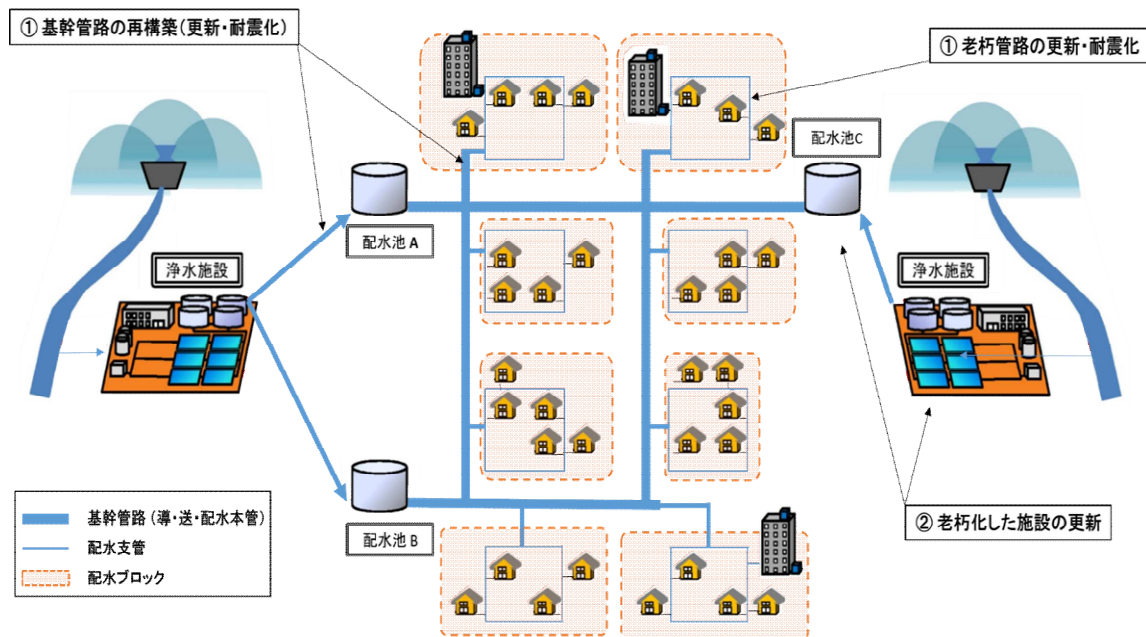 ① 基幹管路の再構築(更新・耐震化)
① 老朽管路の更新・耐震化
配水池C
配水池 A
浄水施設
浄水施設
配水池 B
② 老朽化した施設の更新
基幹管路 (導・送・配水本管)
配水支管
配水ブロック